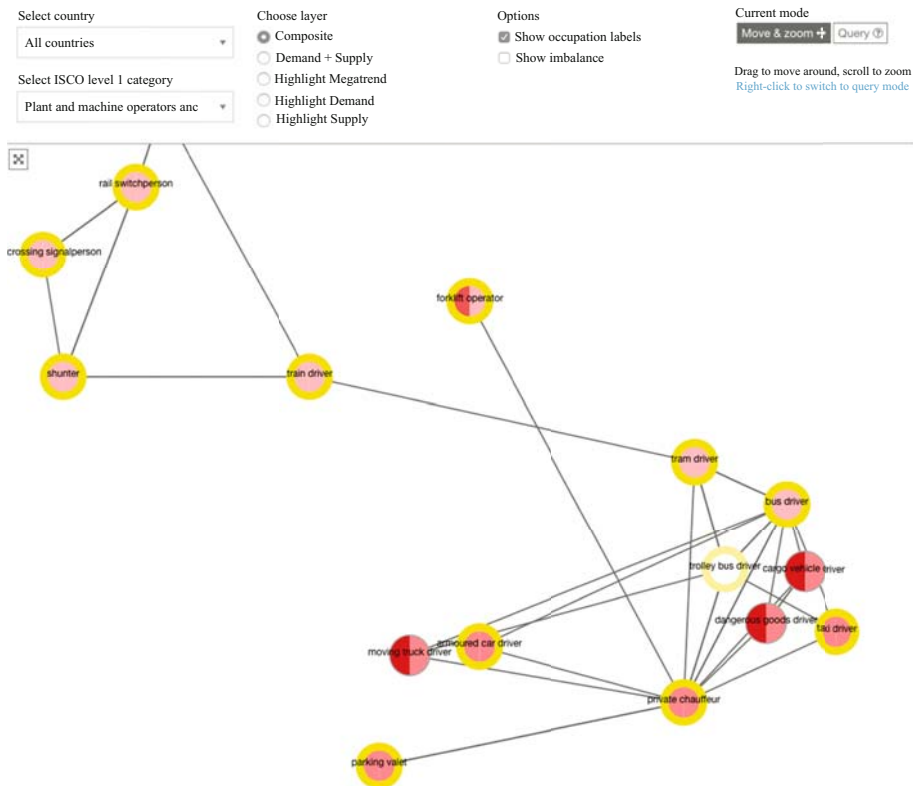 Select country
All countries
Select ISCO level 1 category
Plant and machine operators anc
Choose layer
Composite
Demand + Supply
Highlight Megatrend
Highlight Demand
Highlight Supply
Options
Show occupation labels
Show imbalance
Current mode
Move & zoom
Query
Drag to move around, scroll to zoom
Right-click to switch to query mode
rail switchperson
crossing signalperson
forklift operator
shunter
train driver
tram driver
bus driver
trolley bus driver
cargo vehicle driver
dangerous goods driver
taxi driver
armoured car driver
moving truck driver
private chauffeur
parking valet